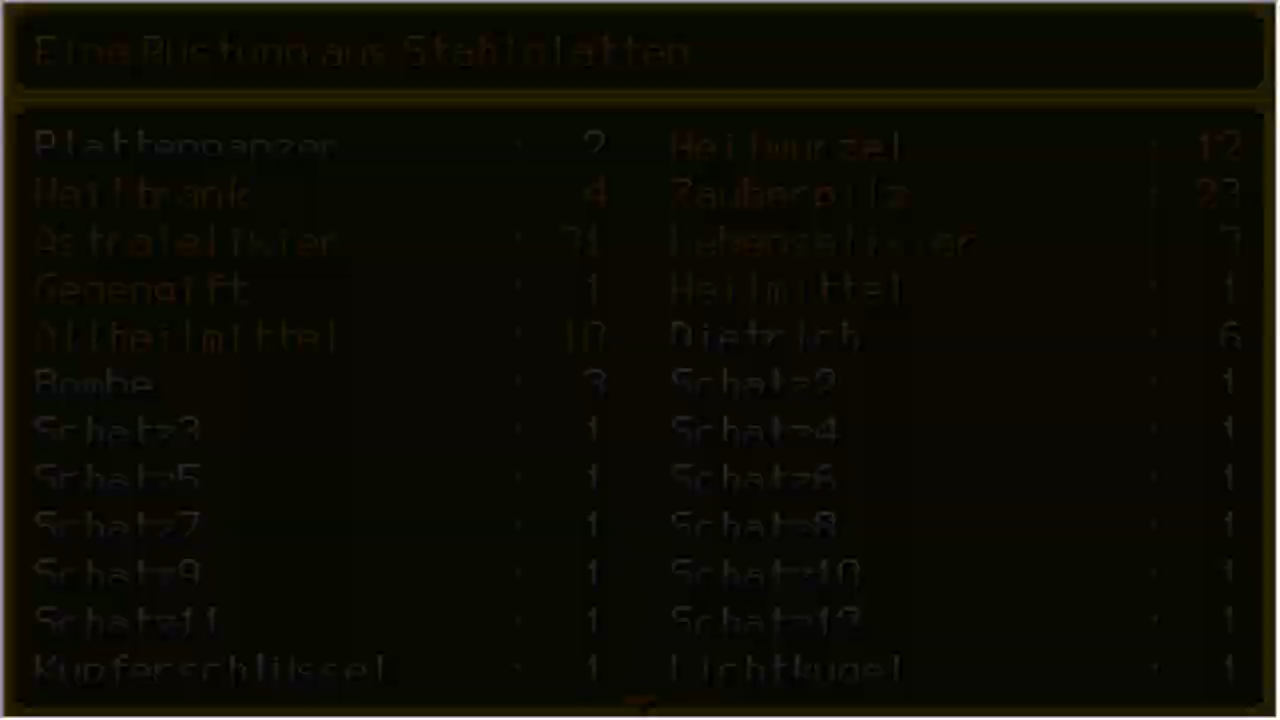 Eine Rüstung aus Stahlplatten
Plattenpanzer : 2 Heilwurzel : 12
Heiltrank 4 Zauberpilz : 23
Astralelixier : Lebenselixier
Gegengift : 1 Heilmittel : 1
Allheilmittel : 10 Dietrich : 6
Bombe : 3 Schatz2 : 1
Schatz3 : 1 Schatz4 : 1
Schatz5 : 1 Schatz6 : 1
Schatz7 : 1 Schatz8 : 1
Schatz9 : 1 Schatz10 : 1
Schatz11 : 1 Schatz12 : 1
Kupferschlüssel : 1 Lichtkugel : 1